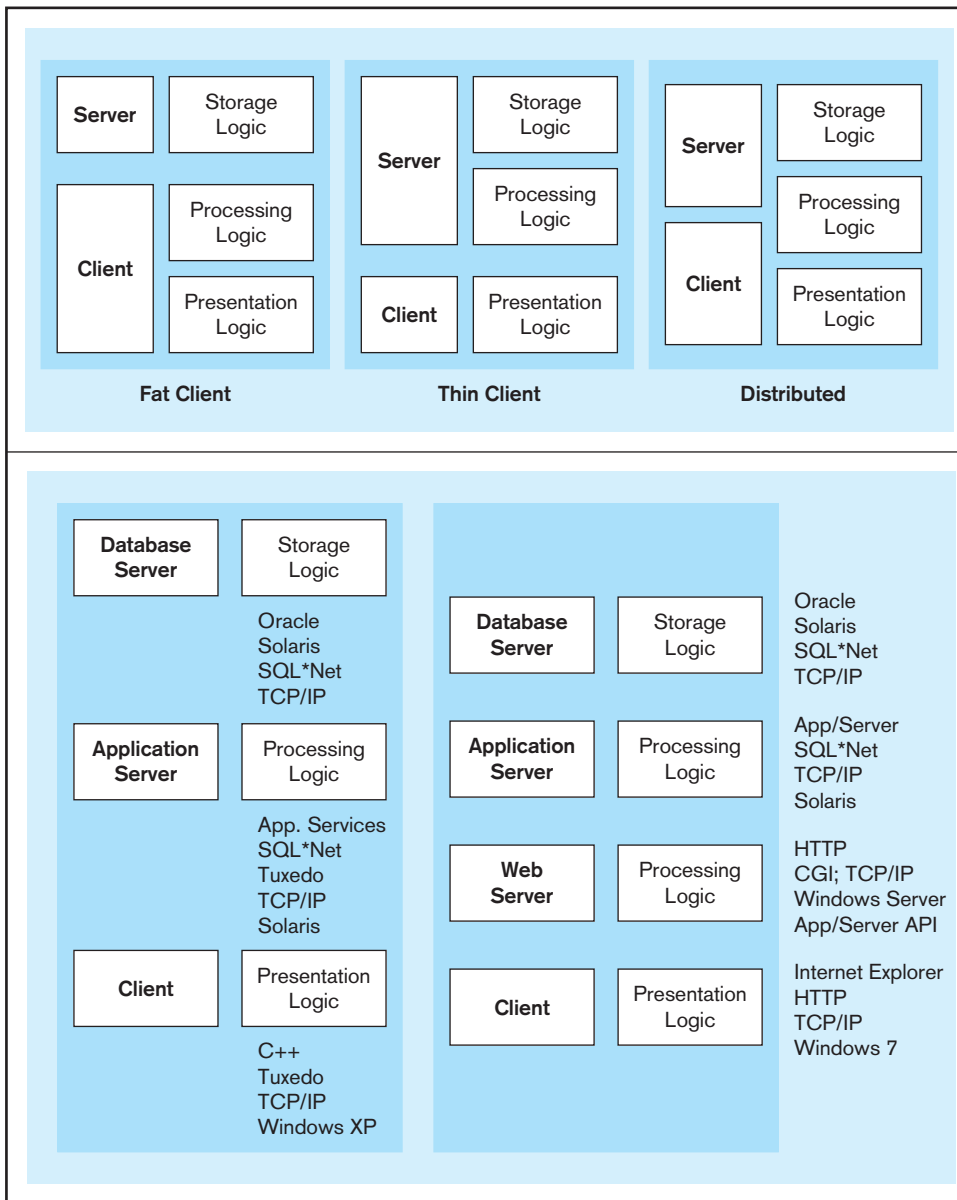 Server
Storage
Logic
Client
Processing
Logic
Presentation
Logic
Fat Client
Server
Storage
Logic
Processing
Logic
Client
Presentation
Logic
Thin Client
Server
Storage
Logic
Processing
Logic
Client
Presentation
Logic
Distributed
Database
Server
Storage
Logic
Oracle
Solaris
SQL*Net
TCP/IP
Application
Server
Processing
Logic
App. Services
SQL*Net
Tuxedo
TCP/IP
Solaris
Client
Presentation
Logic
C++
Tuxedo
TCP/IP
Windows XP
Database
Server
Storage
Logic
Oracle
Solaris
SQL*Net
TCP/IP
Application
Server
Processing
Logic
App/Server
SQL*Net
TCP/IP
Solaris
Web
Server
Processing
Logic
HTTP
CGI; TCP/IP
Windows Server
App/Server API
Client
Presentation
Logic
Internet Explorer
HTTP
TCP/IP
Windows 7